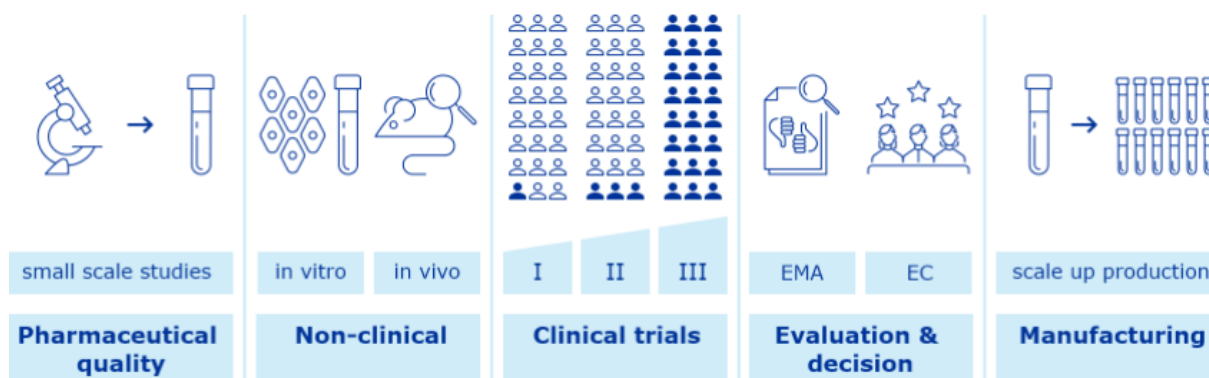 small scale studies
in vitro
in vivo
I
II
III
EMA
EC
scale up production
Pharmaceutical
quality
Non-clinical
Clinical trials
Evaluation &
decision
Manufacturing